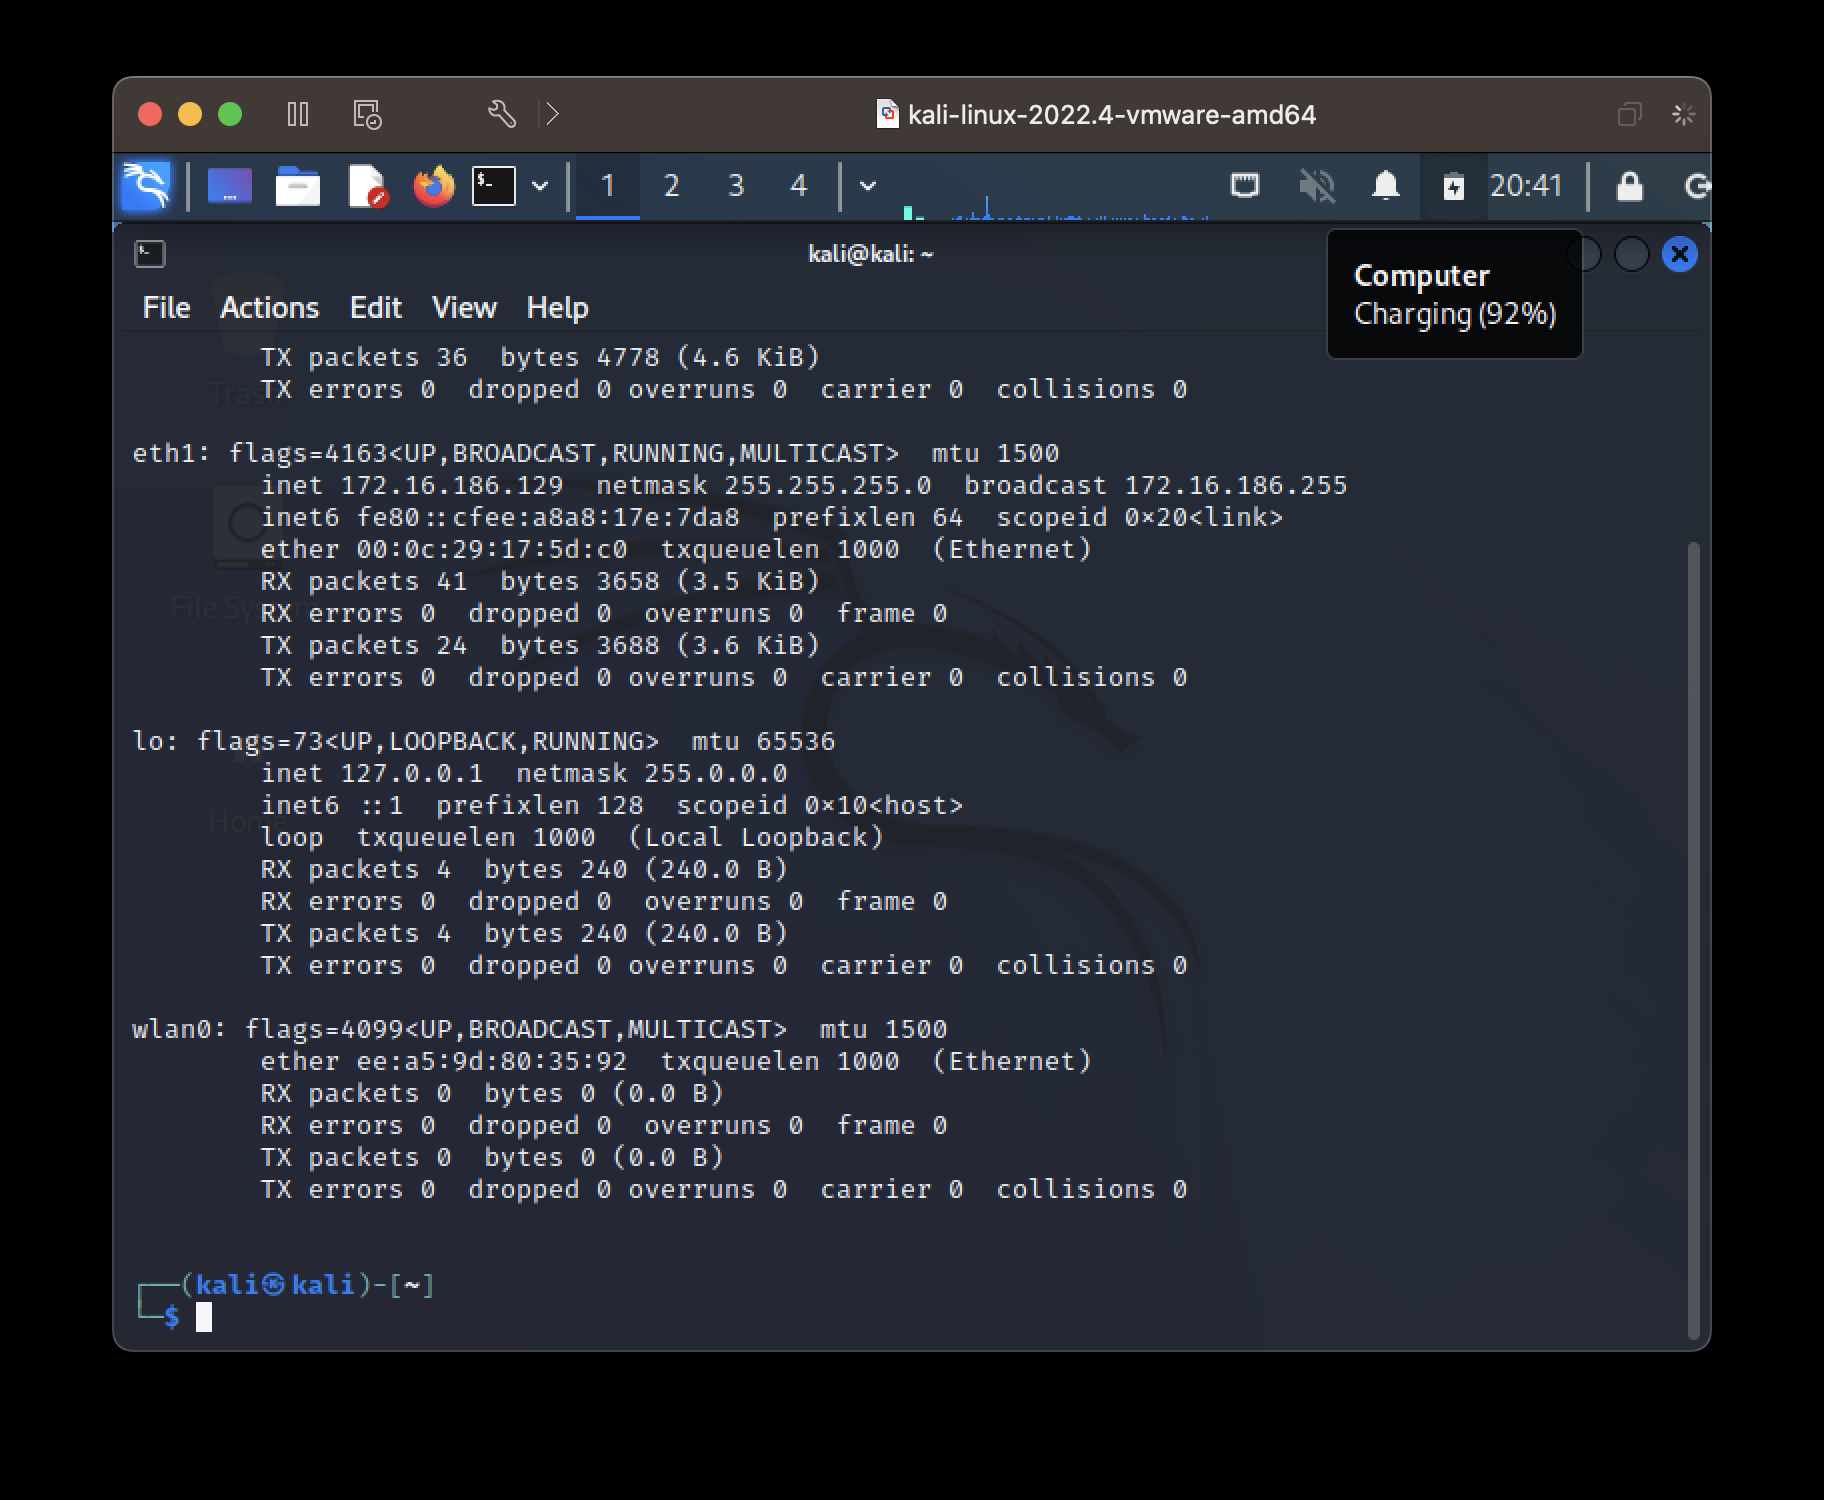 kali-linux-2022.4-vmware-amd64
1 2 3 4 20:41
kali@kali: ~
Computer
Charging (92%)
File Actions Edit View Help
TX packets 36  bytes 4778 (4.6 KiB)
TX errors 0  dropped 0 overruns 0  carrier 0  collisions 0
eth1: flags=4163<UP,BROADCAST,RUNNING,MULTICAST>  mtu 1500
inet 172.16.186.129  netmask 255.255.255.0  broadcast 172.16.186.255
inet6 fe80::cfee:a8a8:17e:7da8  prefixlen 64  scopeid 0×20<link>
ether 00:0c:29:17:5d:c0  txqueuelen 1000  (Ethernet)
RX packets 41  bytes 3658 (3.5 KiB)
RX errors 0  dropped 0  overruns 0  frame 0
TX packets 24  bytes 3688 (3.6 KiB)
TX errors 0  dropped 0 overruns 0  carrier 0  collisions 0
lo: flags=73<UP,LOOPBACK,RUNNING>  mtu 65536
inet 127.0.0.1  netmask 255.0.0.0
inet6 ::1  prefixlen 128  scopeid 0×10<host>
loop  txqueuelen 1000  (Local Loopback)
RX packets 4  bytes 240 (240.0 B)
RX errors 0  dropped 0  overruns 0  frame 0
TX packets 4  bytes 240 (240.0 B)
TX errors 0  dropped 0 overruns 0  carrier 0  collisions 0
wlan0: flags=4099<UP,BROADCAST,MULTICAST>  mtu 1500
ether ee:a5:9d:80:35:92  txqueuelen 1000  (Ethernet)
RX packets 0  bytes 0 (0.0 B)
RX errors 0  dropped 0  overruns 0  frame 0
TX packets 0  bytes 0 (0.0 B)
TX errors 0  dropped 0 overruns 0  carrier 0  collisions 0
┌──(kali㉿kali)-[~]
└─$